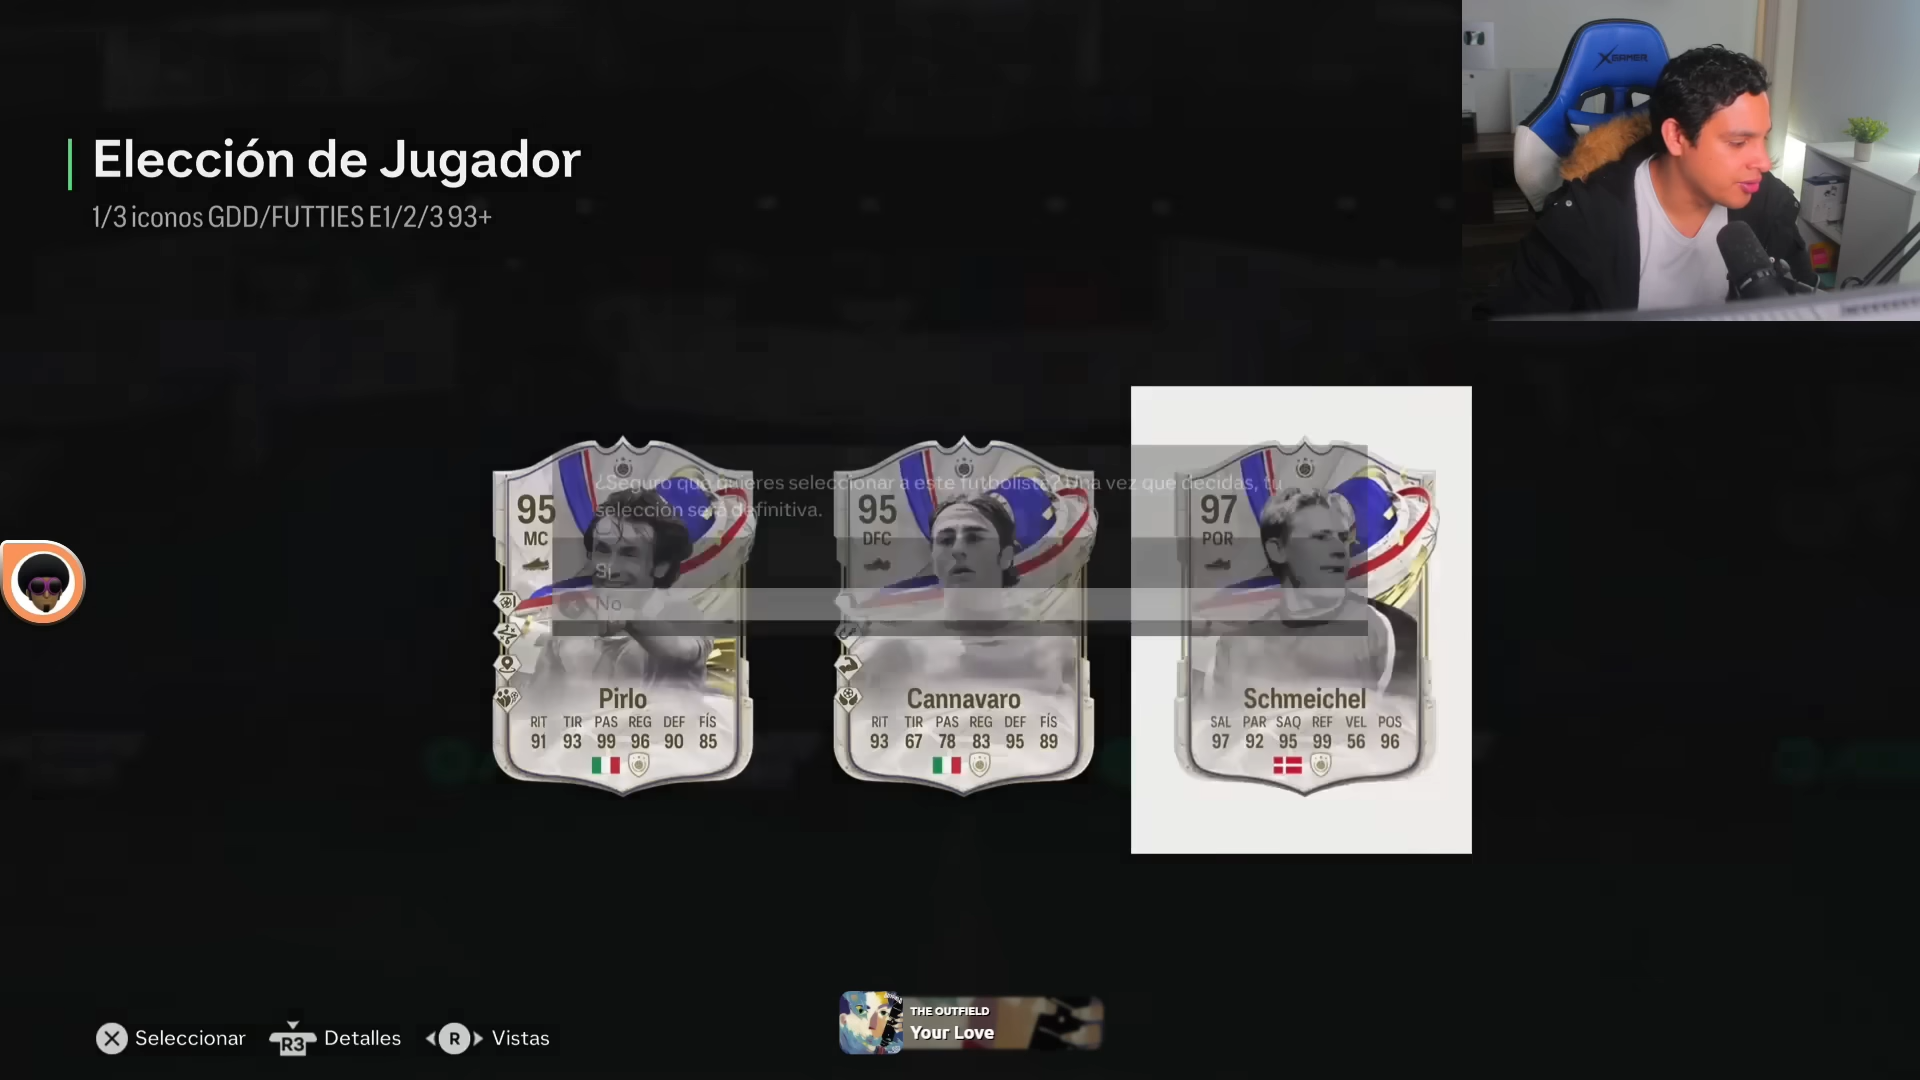 Elección de Jugador
1/3 iconos GDD/FUTTIES E1/2/3 93+
XGAMER
¿Seguro que quieres seleccionar a este futbolista? Una vez que decidas, tu
selección será definitiva.
Sí
No
95
MC
Pirlo
RIT TIR PAS REG DEF FÍS
91 93 99 96 90 85
95
DFC
Cannavaro
RIT TIR PAS REG DEF FÍS
93 67 78 83 95 89
97
POR
Schmeichel
SAL PAR SAQ REF VEL POS
97 92 95 99 56 96
THE OUTFIELD
Your Love
Seleccionar
R3 Detalles
R Vistas